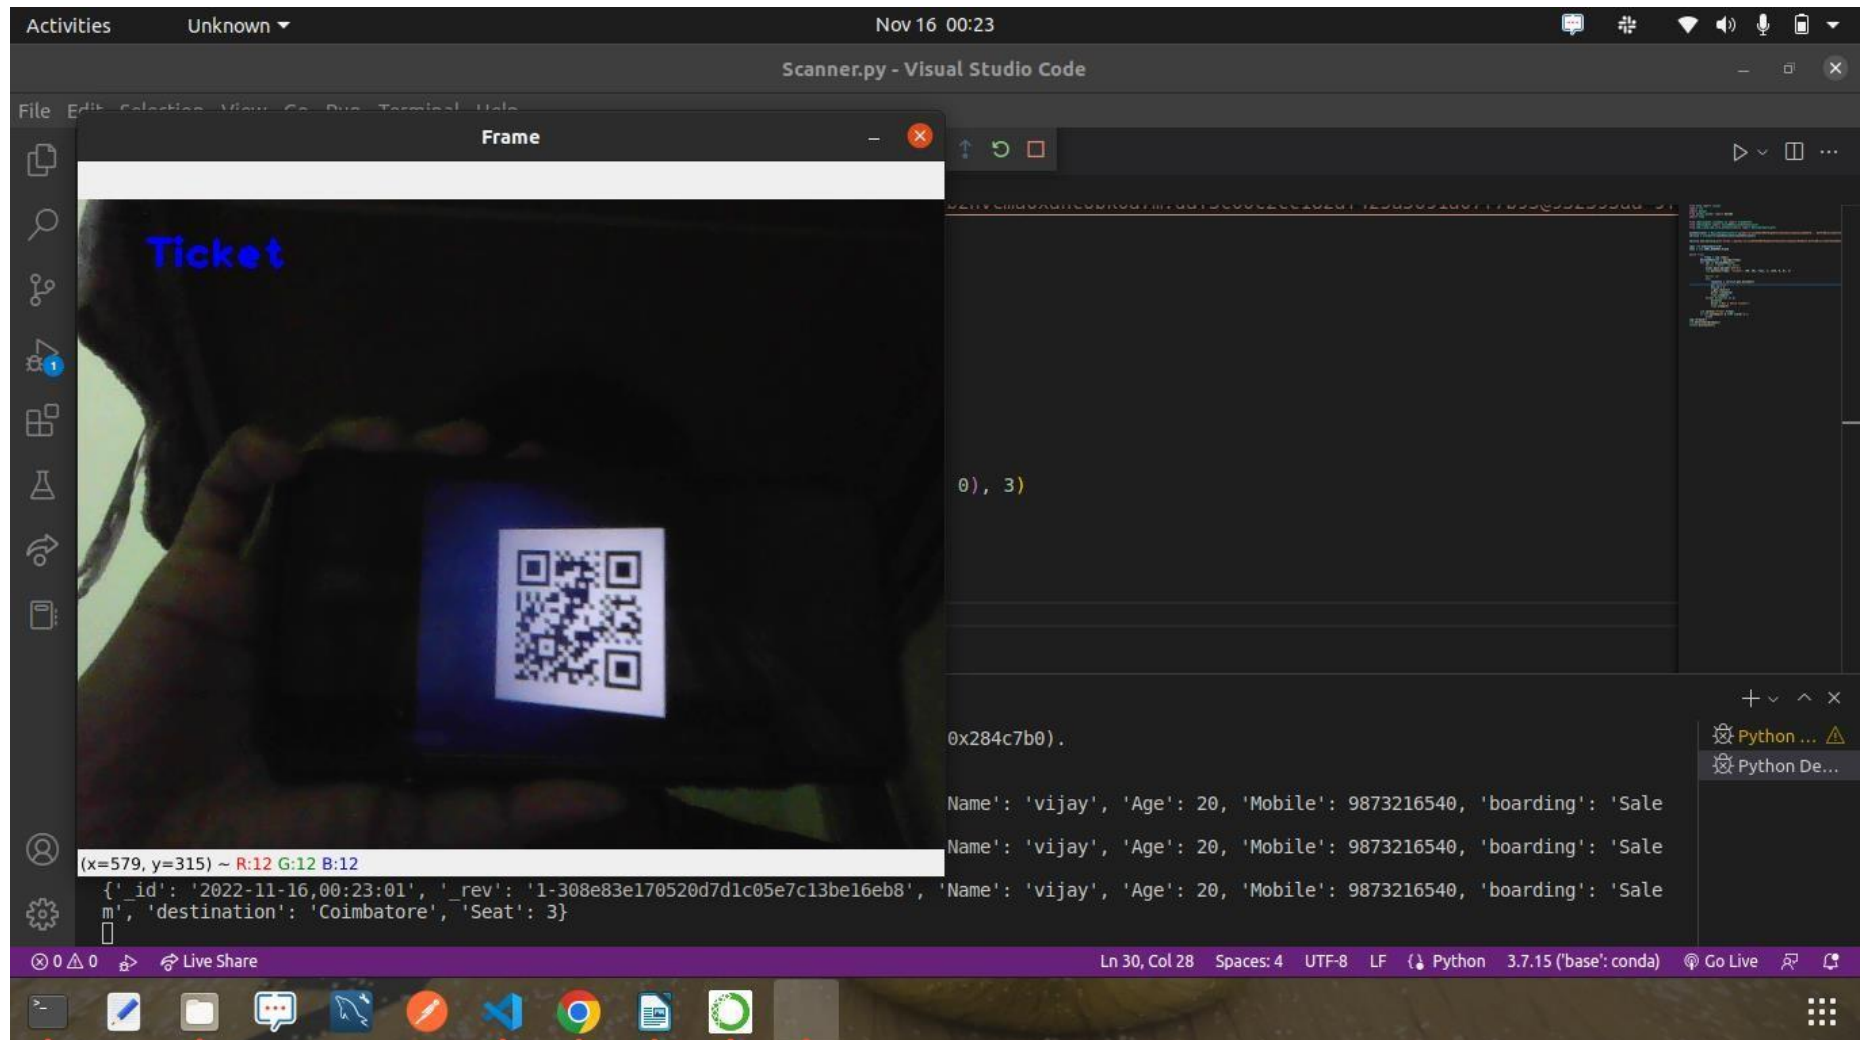 Activities Unknown Nov 16 00:23
Scanner.py - Visual Studio Code
File
Frame
Ticket
1
0), 3)
0x284c7b0).
Python ...
Python De...
Name': 'vijay', 'Age': 20, 'Mobile': 9873216540, 'boarding': 'Sale
Name': 'vijay', 'Age': 20, 'Mobile': 9873216540, 'boarding': 'Sale
(x=579, y=315) ~ R:12 G:12 B:12
{'_id': '2022-11-16,00:23:01', '_rev': '1-308e83e170520d7d1c05e7c13be16eb8', 'Name': 'vijay', 'Age': 20, 'Mobile': 9873216540, 'boarding': 'Sale
m', 'destination': 'Coimbatore', 'Seat': 3}
0 0 Live Share Ln 30, Col 28 Spaces: 4 UTF-8 LF Python 3.7.15 ('base': conda) Go Live